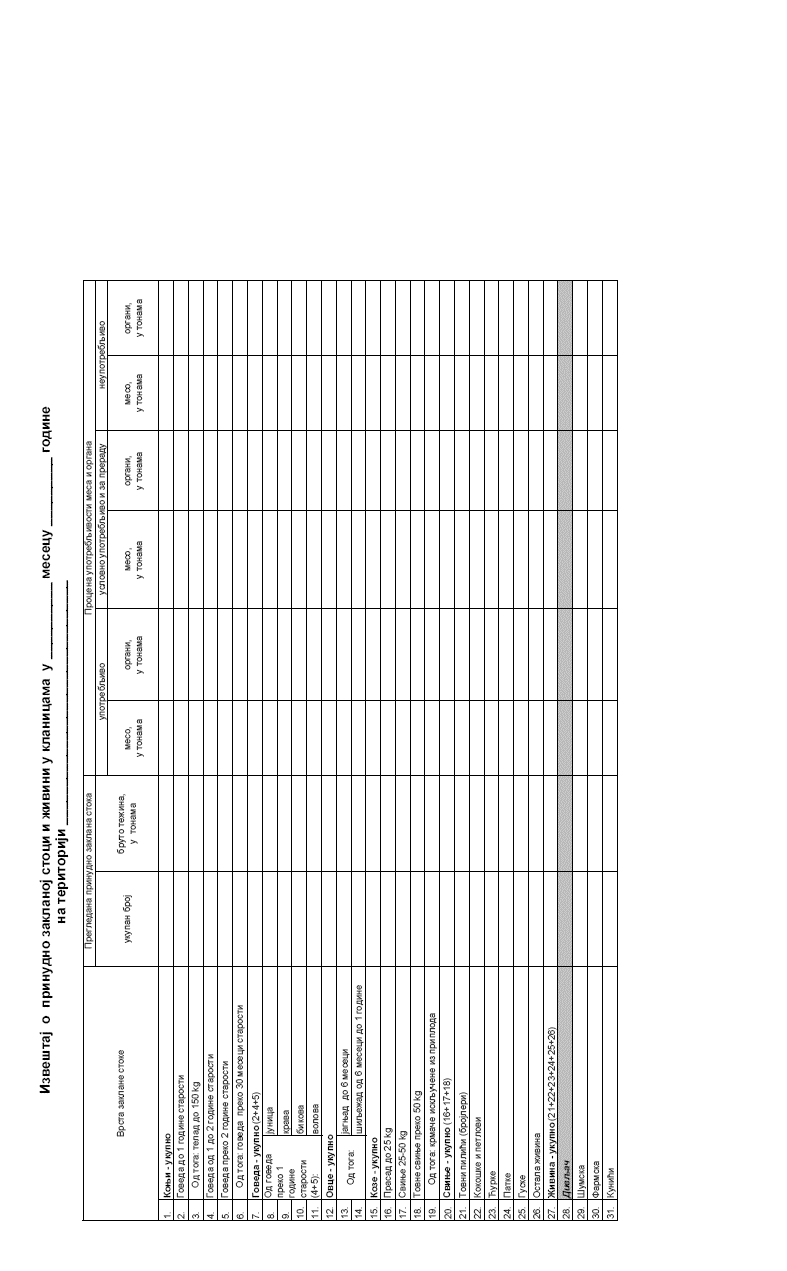 Извештај о принудно закланој стоци и живини у кланицама у __________ месецу __________ године
на територији ______________________________________
Врста заклане стоке
Прегледана принудно заклана стока
Процена употребљивости меса и органа
употребљиво
условно употребљиво и за прераду
неупотребљиво
укупан број
бруто тежина,
у тонама
месо,
у тонама
органи,
у тонама
месо,
у тонама
органи,
у тонама
месо,
у тонама
органи,
у тонама
1. Коњи - укупно
2. Говеда до 1 године старости
3. Од тога: телад до 150 kg
4. Говеда од 1 до 2 године старости
5. Говеда преко 2 године старости
6. Од тога: говеда преко 30 месеци старости
7. Говеда - укупно (2+4+5)
8. Од говеда јуница
преко 1
9. године крава
10. старости бикова
11. (4+5): волова
12. Овце - укупно
13. Од тога: јагњад до 6 месеци
14. шиљежад од 6 месеци до 1 године
15. Козе - укупно
16. Прасад до 25 kg
17. Свиње 25-50 kg
18. Товне свиње преко 50 kg
19. Од тога: крмаче искључене из приплода
20. Свиње - укупно (16+17+18)
21. Товни пилићи (бројлери)
22. Кокошке и петлови
23. Ћурке
24. Патке
25. Гуске
26. Остала живина
27. Живина - укупно (21+22+23+24+25+26)
28. Дивљач
29. Шумска
30. Фармска
31. Кунићи